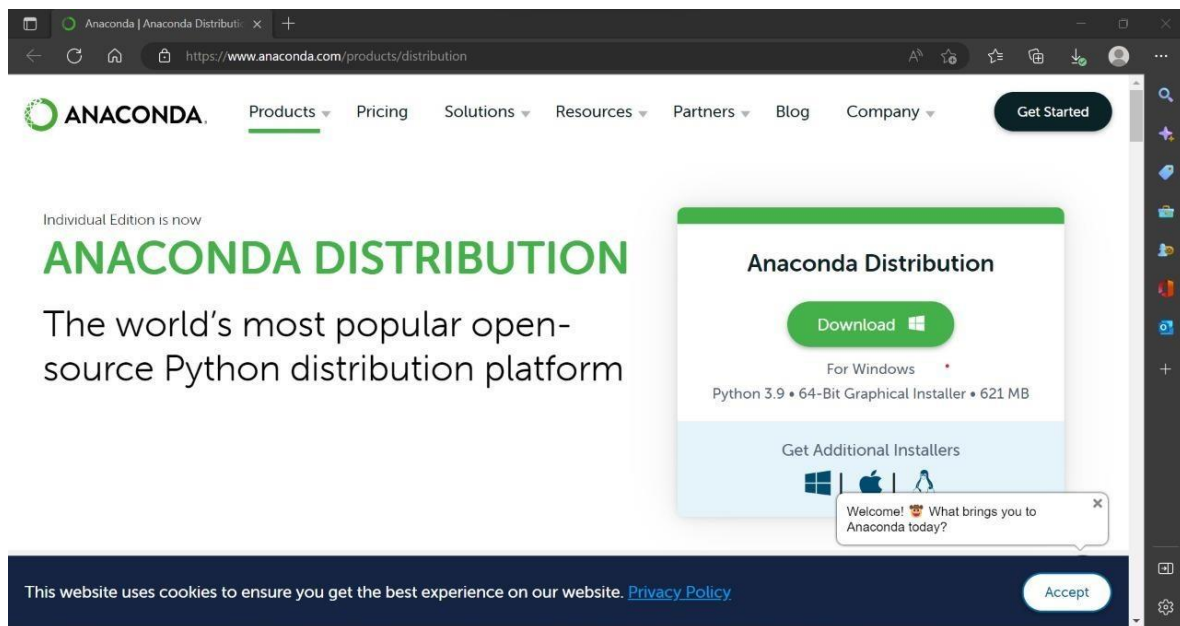 Anaconda | Anaconda Distributic
https://www.anaconda.com/products/distribution
ANACONDA.
Products
Pricing
Solutions
Resources
Partners
Blog
Company
Get Started
Individual Edition is now
ANACONDA DISTRIBUTION
The world's most popular open-
source Python distribution platform
Anaconda Distribution
Download
For Windows
Python 3.9 • 64-Bit Graphical Installer • 621 MB
Get Additional Installers
Welcome! 🤠 What brings you to
Anaconda today?
This website uses cookies to ensure you get the best experience on our website. Privacy Policy
Accept